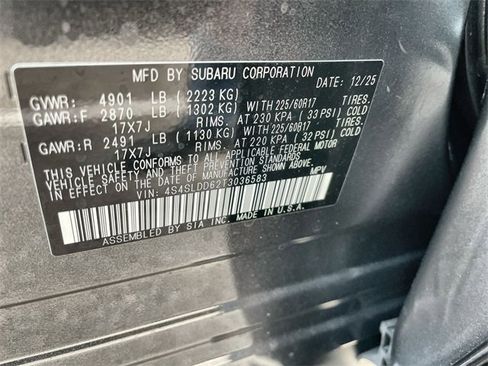 MFD BY SUBARU CORPORATION DATE 12/25
GVWR: 4901 LB (2223 KG)
GAWR:F 2870 LB (1302 KG) WITH 225/60R17 TIRES.
17X7J RIMS. AT 230 KPA (33 PSI) COLD
GAWR:R 2491 LB (1130 KG) WITH 225/60R17 TIRES.
17X7J RIMS. AT 220 KPA (32 PSI) COLD
THIS VEHICLE CONFORMS TO ALL APPLICABLE FEDERAL MOTOR
VEHICLE SAFETY, BUMPER, AND THEFT PREVENTION STANDARDS
IN EFFECT ON THE DATE OF MANUFACTURE SHOWN ABOVE.
VIN: 4S4SLDD62T3036583 MPV
ASSEMBLED BY SIA INC. MADE IN U.S.A.